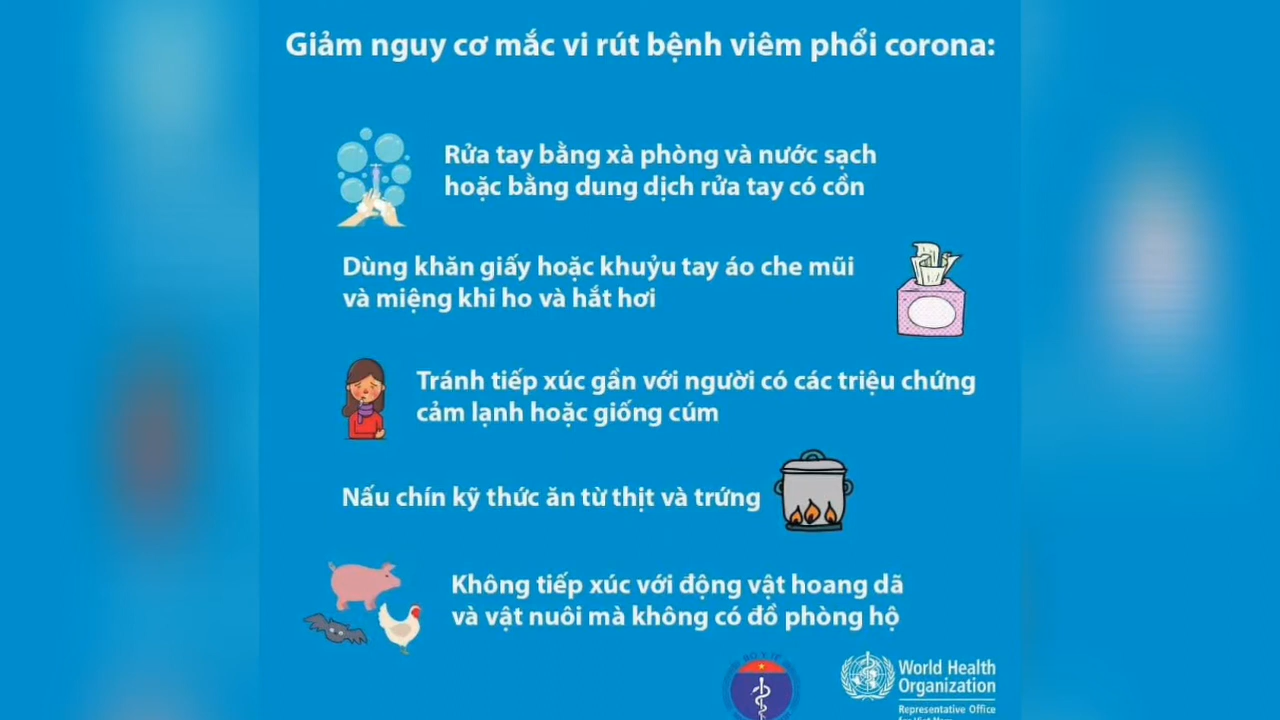 Giảm nguy cơ mắc vi rút bệnh viêm phổi corona:
Rửa tay bằng xà phòng và nước sạch
hoặc bằng dung dịch rửa tay có cồn
Dùng khăn giấy hoặc khuỷu tay áo che mũi
và miệng khi ho và hắt hơi
Tránh tiếp xúc gần với người có các triệu chứng
cảm lạnh hoặc giống cúm
Nấu chín kỹ thức ăn từ thịt và trứng
Không tiếp xúc với động vật hoang dã
và vật nuôi mà không có đồ phòng hộ
BỘ Y TẾ
World Health
Organization
Representative Office